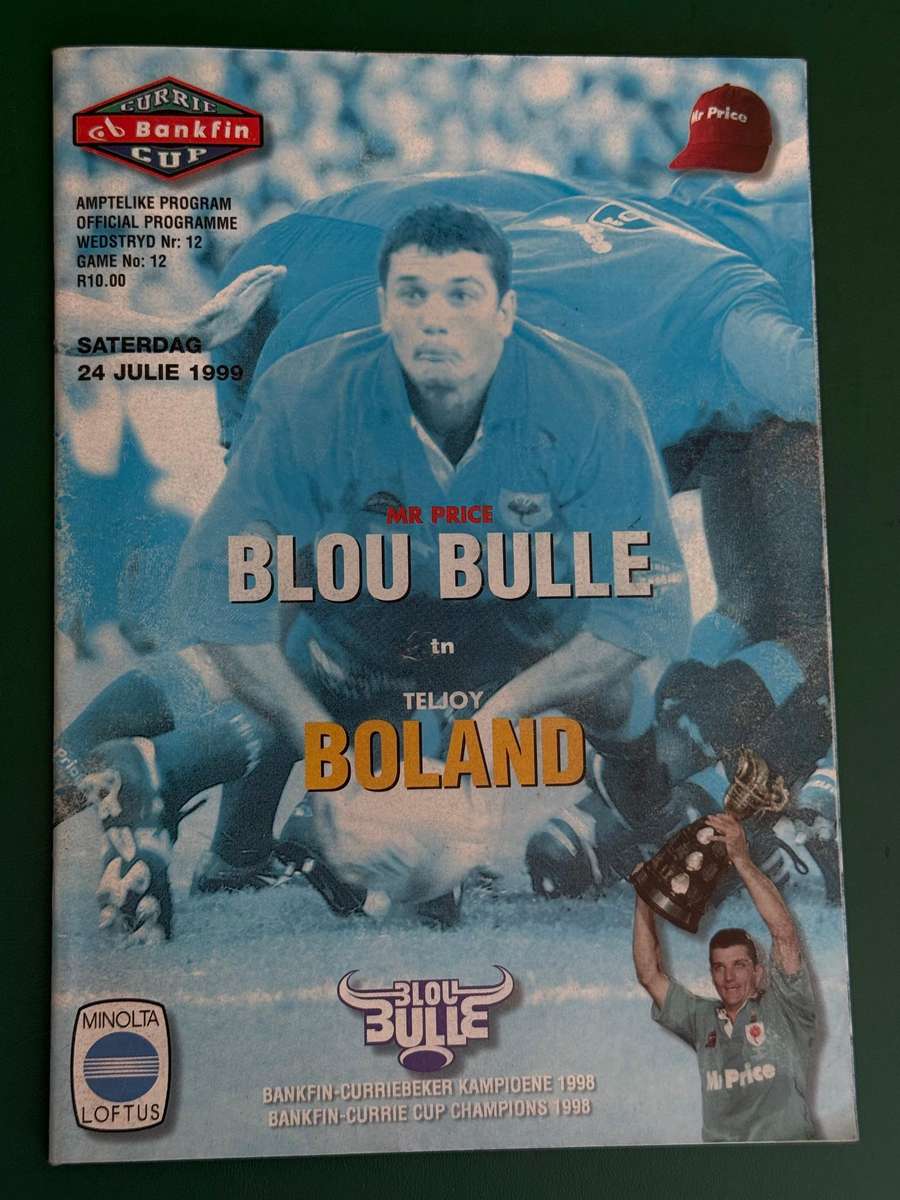 CURRIE
Bankfin
CUP
Mr Price
AMPTELIKE PROGRAM
OFFICIAL PROGRAMME
WEDSTRYD Nr: 12
GAME No: 12
R10.00
SATERDAG
24 JULIE 1999
MR PRICE
BLOU BULLE
tn
TELJOY
BOLAND
BLOU
BULLE
MINOLTA
LOFTUS
BANKFIN-CURRIEBEKER KAMPIOENE 1998
BANKFIN-CURRIE CUP CHAMPIONS 1998
Mr Price